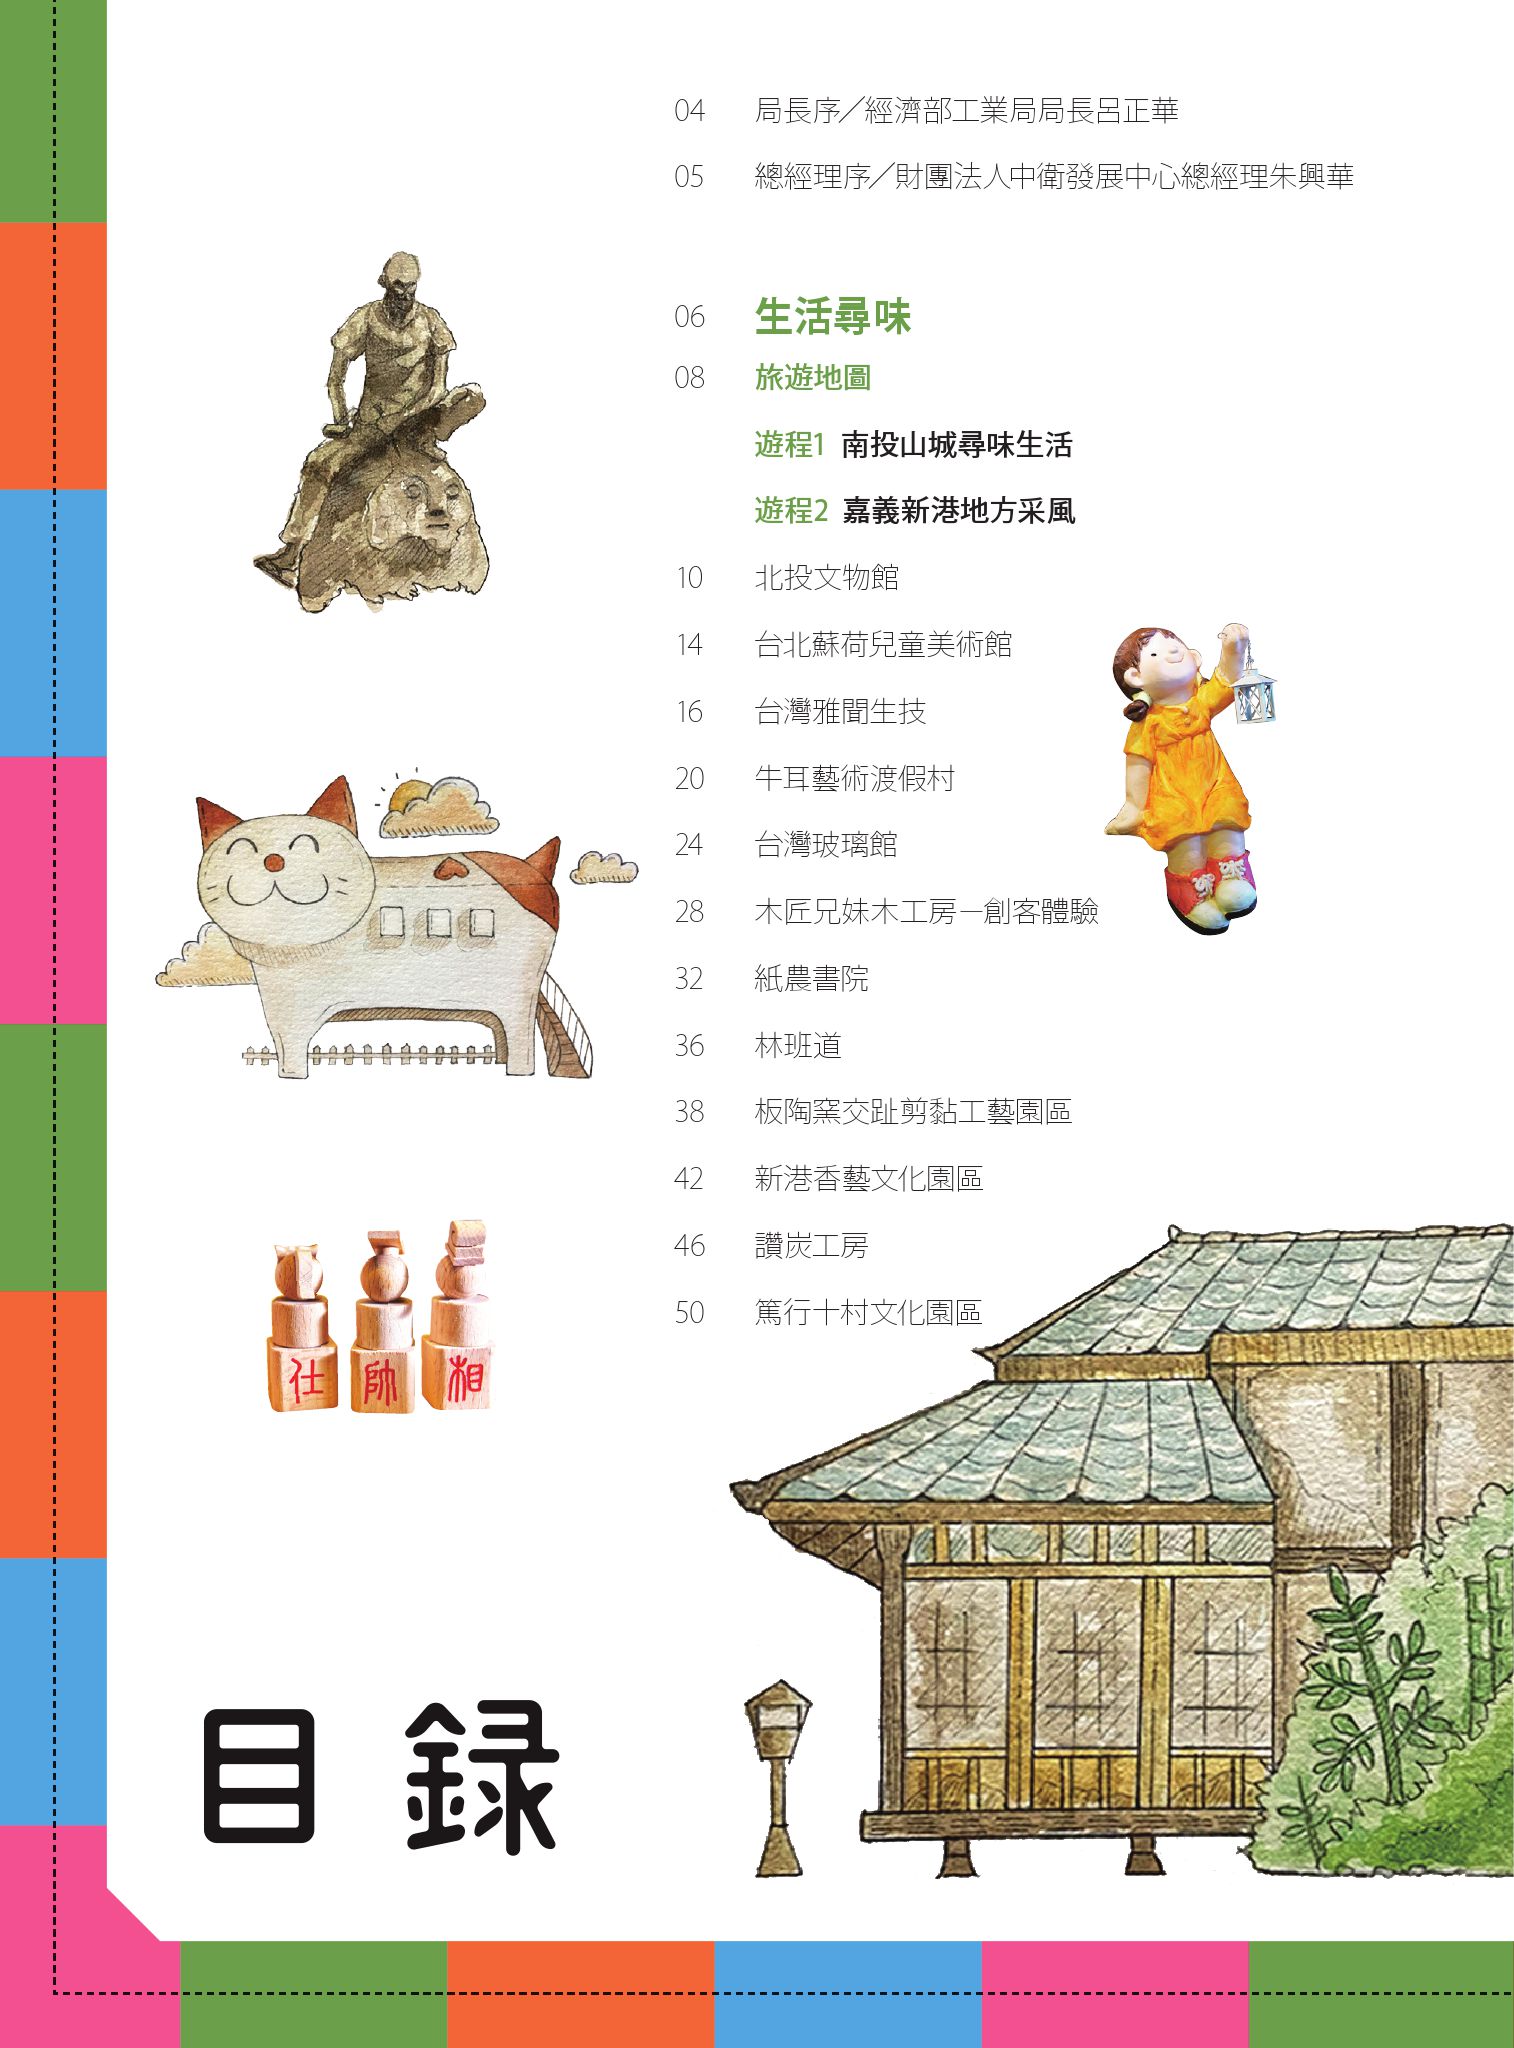 04 局長序／經濟部工業局局長呂正華
05 總經理序／財團法人中衛發展中心總經理朱興華
06 生活尋味
08 旅遊地圖
遊程1 南投山城尋味生活
遊程2 嘉義新港地方采風
10 北投文物館
14 台北蘇荷兒童美術館
16 台灣雅聞生技
20 牛耳藝術渡假村
24 台灣玻璃館
28 木匠兄妹木工房－創客體驗
32 紙農書院
36 林班道
38 板陶窯交趾剪黏工藝園區
42 新港香藝文化園區
46 讚炭工房
50 篤行十村文化園區
仕 帥 相
目錄